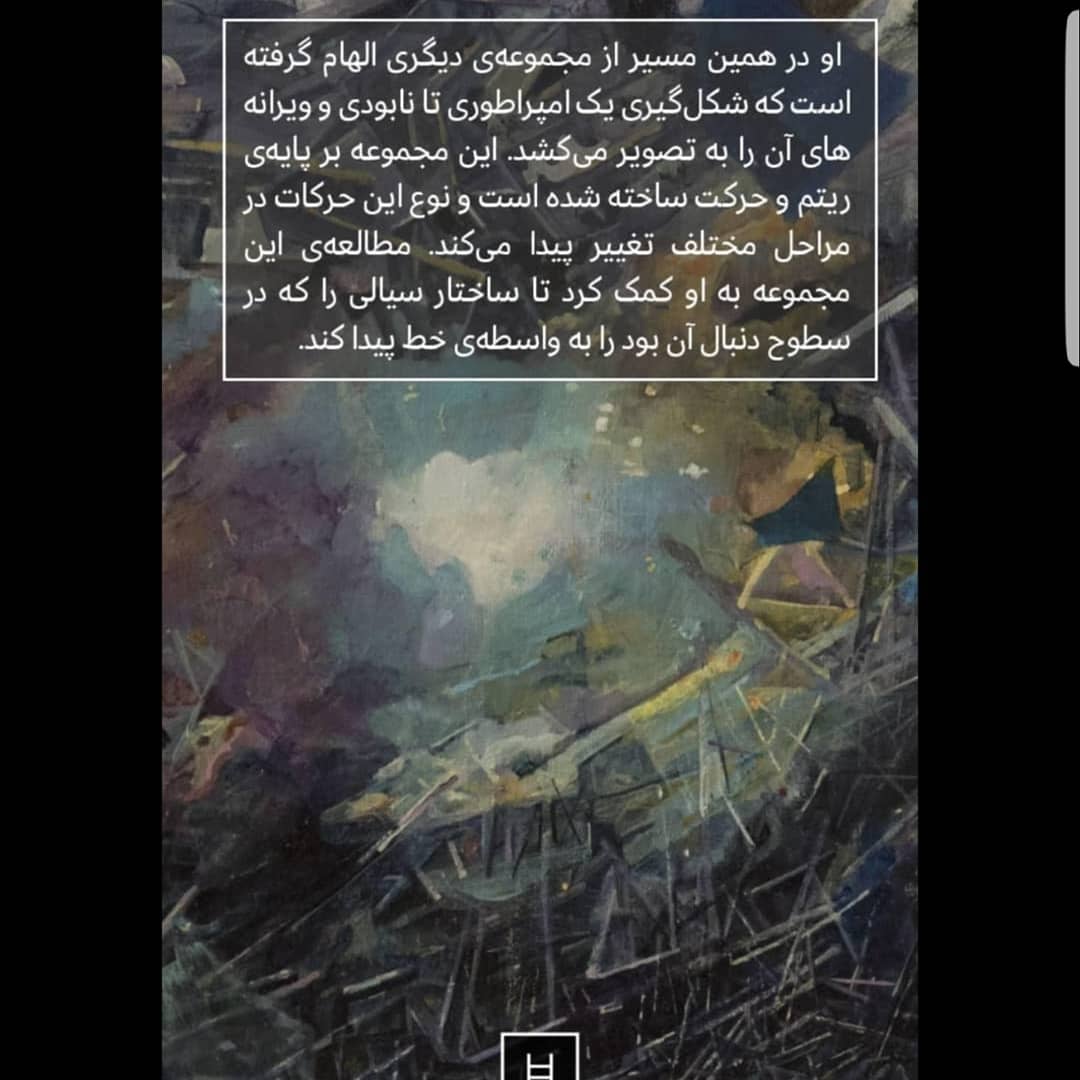 او در همین مسیر از مجموعه‌ی دیگری الهام گرفته
است که شکل‌گیری یک امپراطوری تا نابودی و ویرانه
های آن را به تصویر می‌کشد. این مجموعه بر پایه‌ی
ریتم و حرکت ساخته شده است و نوع این حرکات در
مراحل مختلف تغییر پیدا می‌کند. مطالعه‌ی این
مجموعه به او کمک کرد تا ساختار سیالی را که در
سطوح دنبال آن بود را به واسطه‌ی خط پیدا کند.